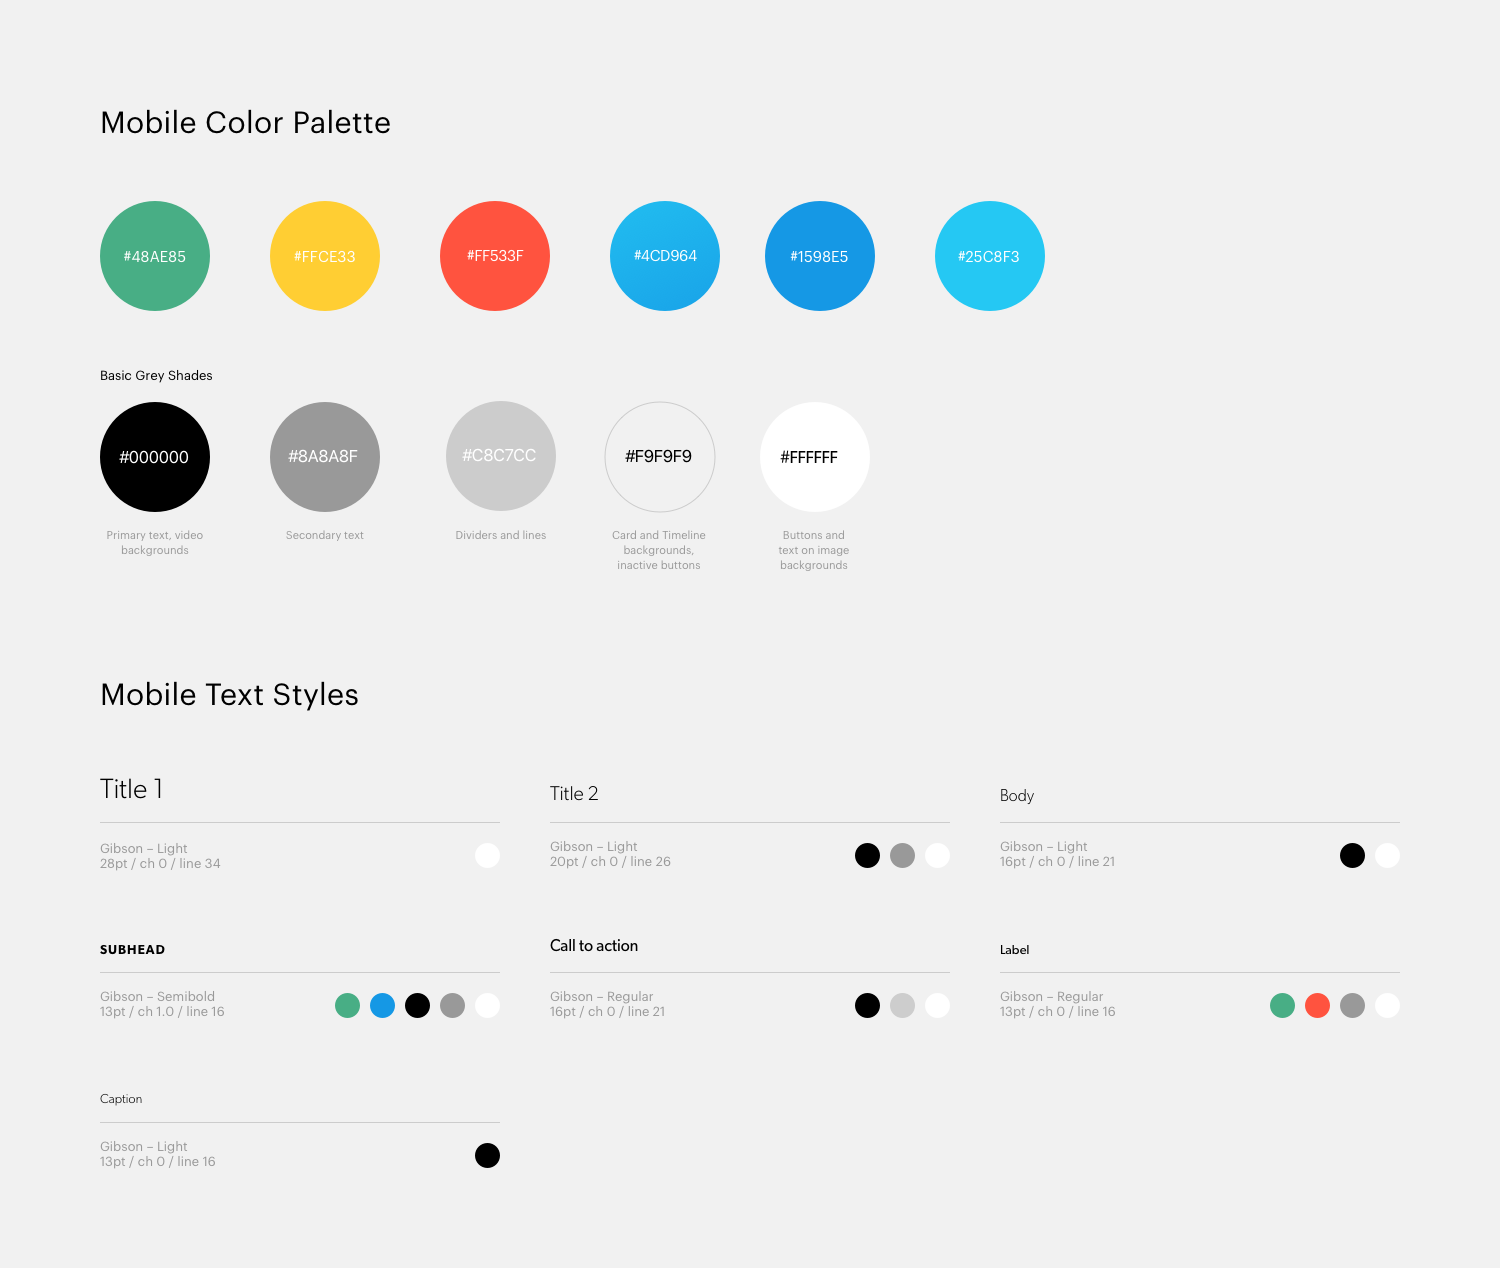 Mobile Color Palette
#48AE85
#FFCE33
#FF533F
#4CD964
#1598E5
#25C8F3
Basic Grey Shades
#000000
#8A8A8F
#C8C7CC
#F9F9F9
#FFFFFF
Primary text, video
backgrounds
Secondary text
Dividers and lines
Card and Timeline
backgrounds,
inactive buttons
Buttons and
text on image
backgrounds
Mobile Text Styles
Title 1
Gibson – Light
28pt / ch 0 / line 34
Title 2
Gibson – Light
20pt / ch 0 / line 26
Body
Gibson – Light
16pt / ch 0 / line 21
SUBHEAD
Gibson – Semibold
13pt / ch 1.0 / line 16
Call to action
Gibson – Regular
16pt / ch 0 / line 21
Label
Gibson – Regular
13pt / ch 0 / line 16
Caption
Gibson – Light
13pt / ch 0 / line 16